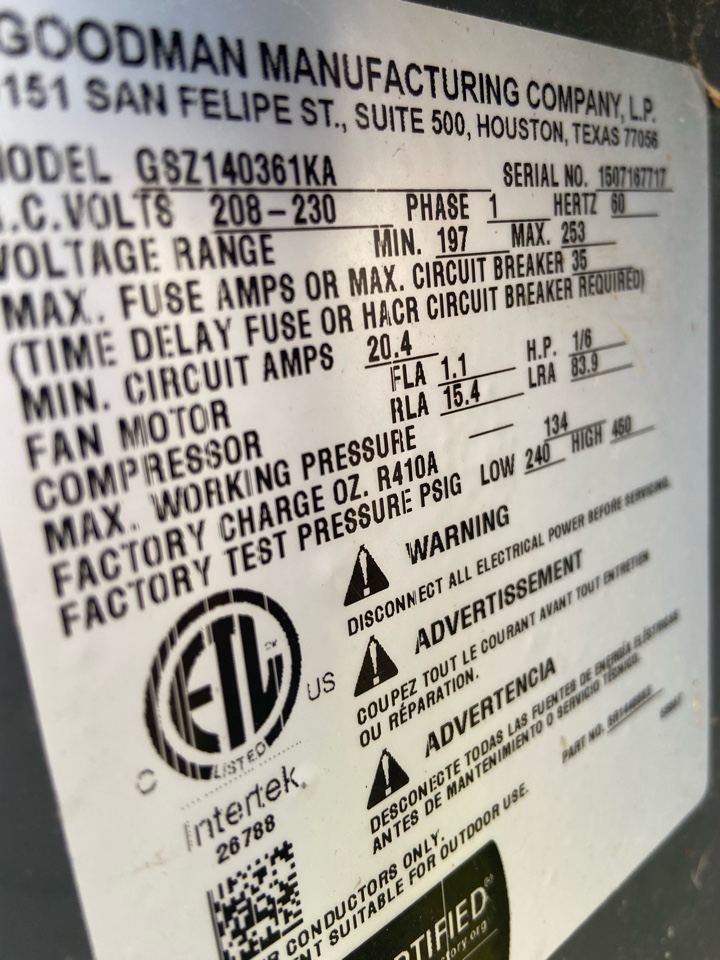 GOODMAN MANUFACTURING COMPANY, L.P.
151 SAN FELIPE ST., SUITE 500, HOUSTON, TEXAS 77056
MODEL GSZ140361KA SERIAL NO. 1507167717
A.C.VOLTS 208-230 PHASE 1 HERTZ 60
VOLTAGE RANGE MIN. 197 MAX. 253
MAX. FUSE AMPS OR MAX. CIRCUIT BREAKER 35
(TIME DELAY FUSE OR HACR CIRCUIT BREAKER REQUIRED)
MIN. CIRCUIT AMPS 20.4
FAN MOTOR FLA 1.1 H.P. 1/6
COMPRESSOR RLA 15.4 LRA 83.9
MAX. WORKING PRESSURE
FACTORY CHARGE OZ. R410A 134
FACTORY TEST PRESSURE PSIG LOW 240 HIGH 450
WARNING
DISCONNECT ALL ELECTRICAL POWER BEFORE SERVICING.
ADVERTISSEMENT
COUPEZ TOUT LE COURANT AVANT TOUT ENTRETIEN
OU RÉPARATION.
ADVERTENCIA
DESCONECTE TODAS LAS FUENTES DE ENERGÍA ELÉCTRICAS
ANTES DE MANTENIMIENTO O SERVICIO TÉCNICO.
PART NO.
C ETL CM US
LISTED
Intertek
26788
CONDUCTORS ONLY.
SUITABLE FOR OUTDOOR USE.